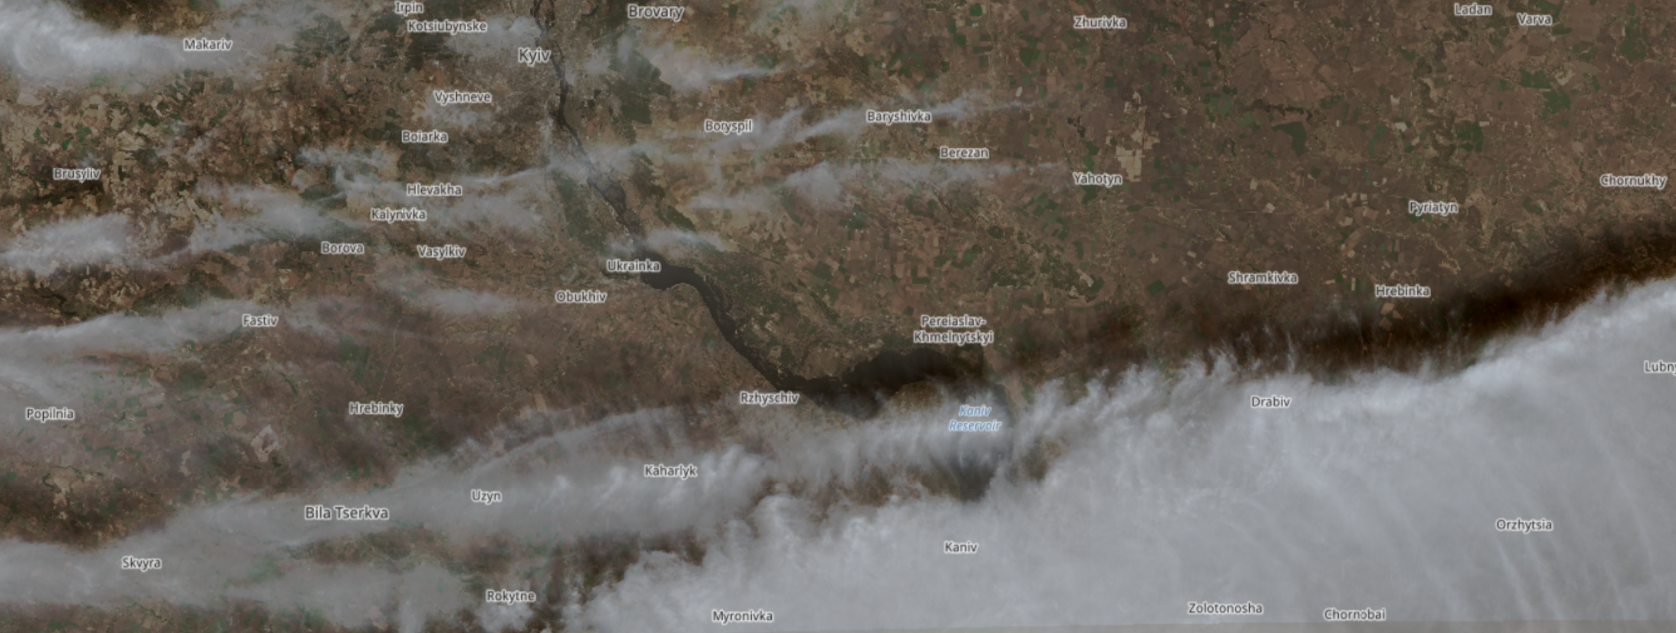 Irpin
Kotsiubynske
Brovary
Zhurivka
Ladan
Varva
Makariv
Kyiv
Vyshneve
Baryshivka
Boryspil
Boiarka
Berezan
Brusyliv
Yahotyn
Chornukhy
Hlevakha
Kalynivka
Pyriatyn
Borova
Vasylkiv
Ukrainka
Shramkivka
Obukhiv
Hrebinka
Fastiv
Pereiaslav-
Khmelnytskyi
Rzhyschiv
Drabiv
Popilnia
Hrebinky
Kaniv
Reservoir
Kaharlyk
Uzyn
Bila Tserkva
Orzhytsia
Kaniv
Skvyra
Rokytne
Myronivka
Zolotonosha
Chornobai